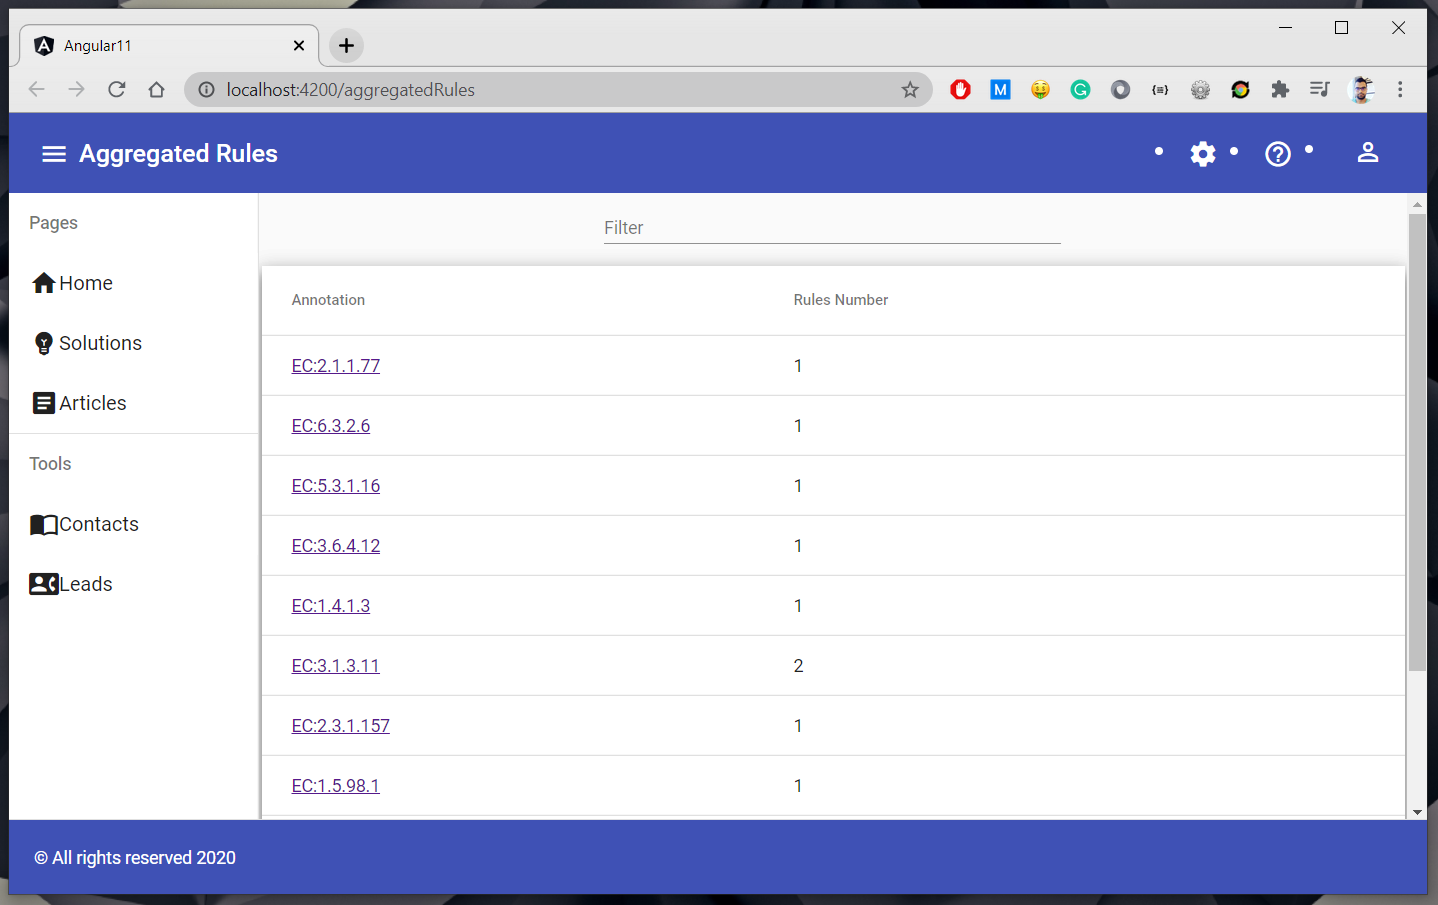 Angular11
localhost:4200/aggregatedRules
M
G
Aggregated Rules
Pages
Filter
Home
Annotation
Rules Number
Solutions
EC:2.1.1.77
1
Articles
EC:6.3.2.6
1
Tools
EC:5.3.1.16
1
Contacts
EC:3.6.4.12
1
Leads
EC:1.4.1.3
1
EC:3.1.3.11
2
EC:2.3.1.157
1
EC:1.5.98.1
1
© All rights reserved 2020